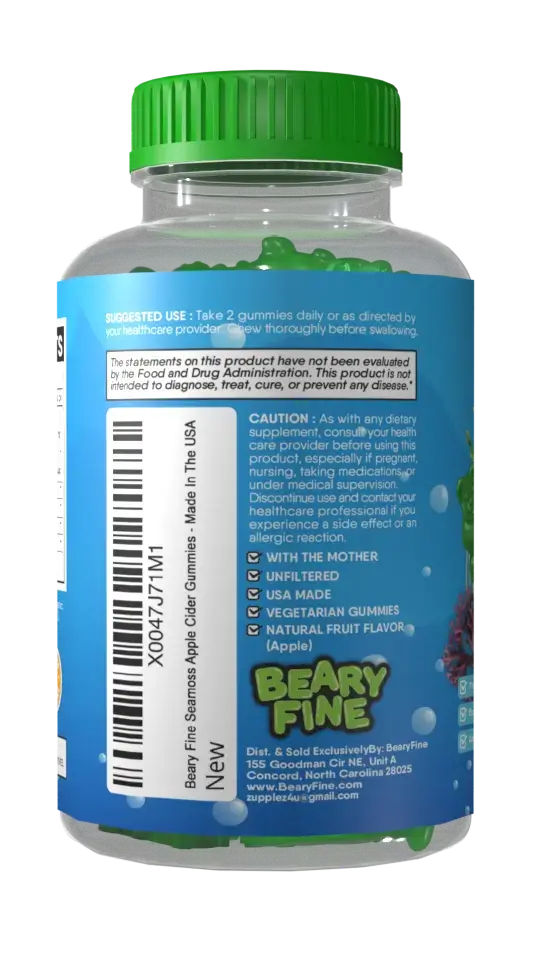 SUGGESTED USE : Take 2 gummies daily or as directed by
your healthcare provider. Chew thoroughly before swallowing.
The statements on this product have not been evaluated
by the Food and Drug Administration. This product is not
intended to diagnose, treat, cure, or prevent any disease.*
X0047J71M1
Beary Fine Seamoss Apple Cider Gummies - Made In The USA
New
CAUTION : As with any dietary
supplement, consult your health
care provider before using this
product, especially if pregnant,
nursing, taking medications, or
under medical supervision.
Discontinue use and contact your
healthcare professional if you
experience a side effect or an
allergic reaction.
WITH THE MOTHER
UNFILTERED
USA MADE
VEGETARIAN GUMMIES
NATURAL FRUIT FLAVOR
(Apple)
BEARY
FINE
Dist. & Sold ExclusivelyBy: BearyFine
155 Goodman Cir NE, Unit A
Concord, North Carolina 28025
www.BearyFine.com
zupplez4u@gmail.com